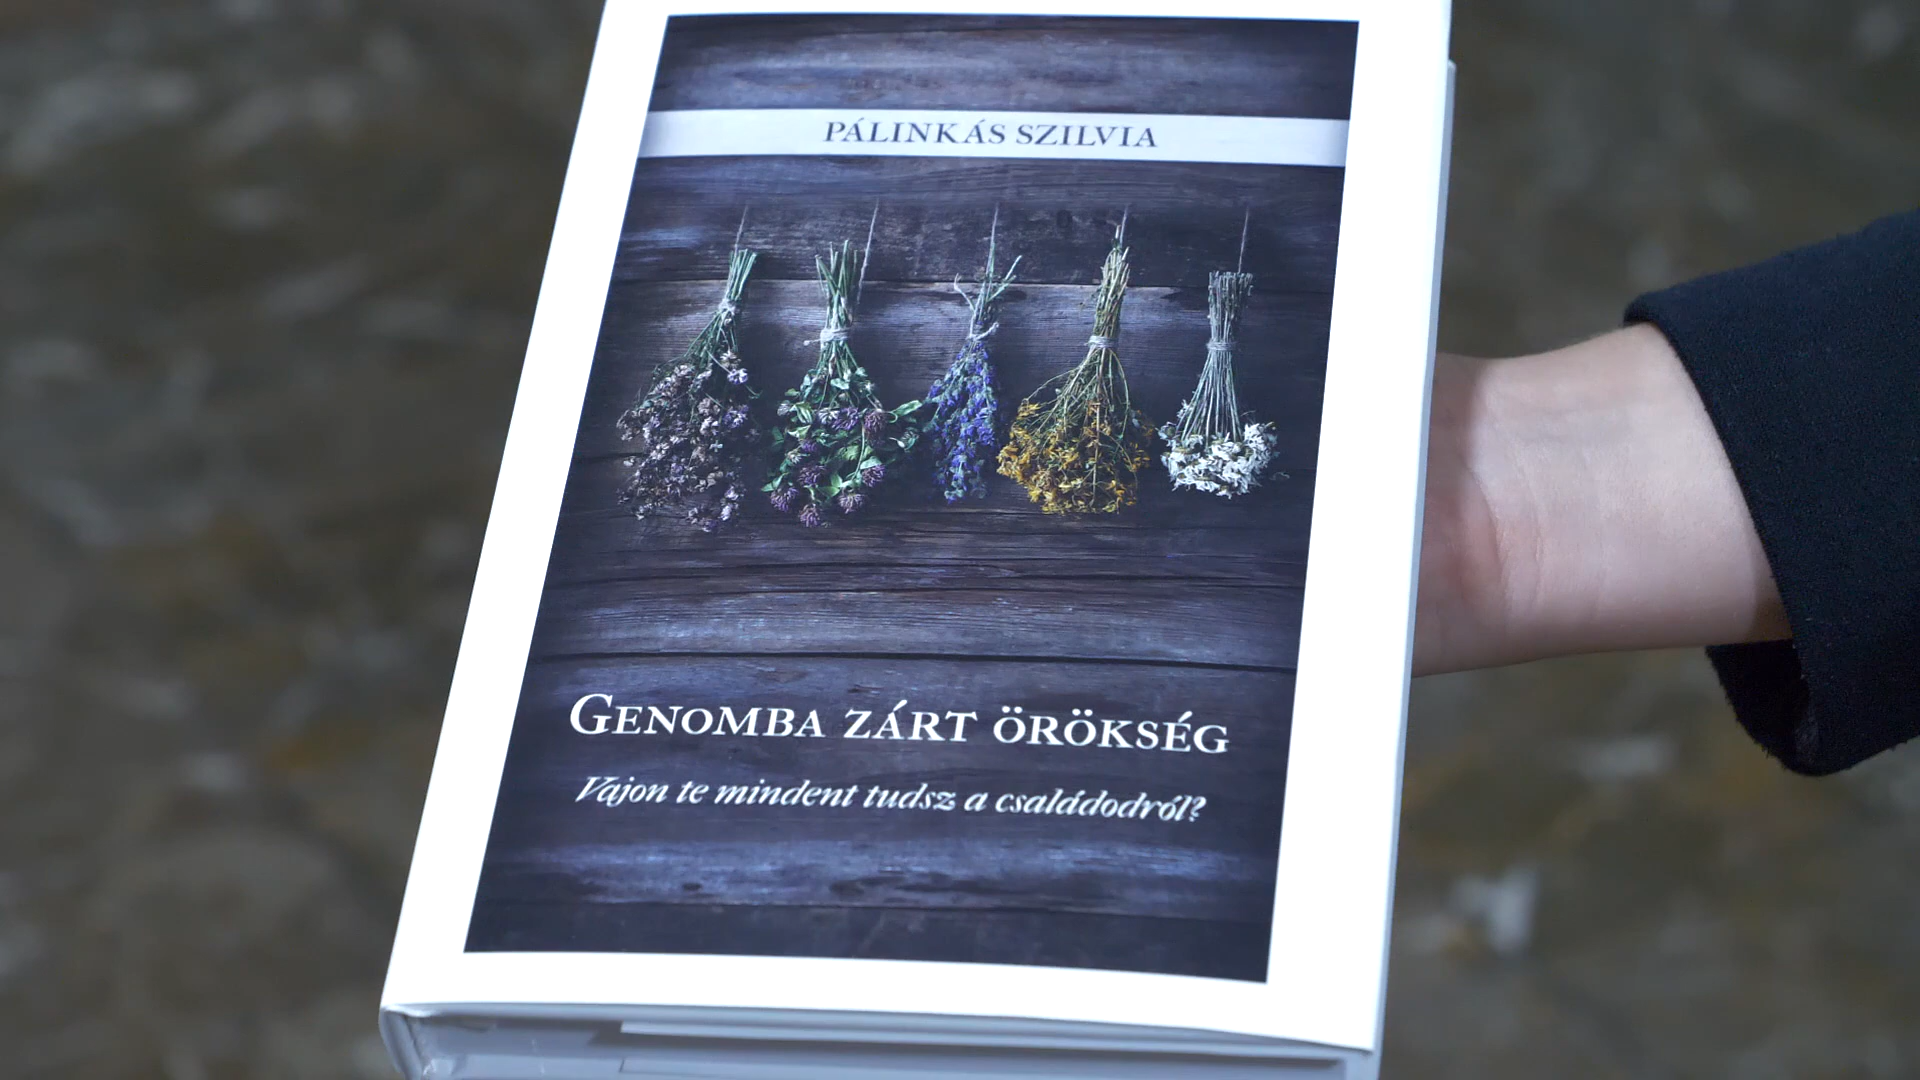 PÁLINKÁS SZILVIA
GENOMBA ZÁRT ÖRÖKSÉG
Vajon te mindent tudsz a családodról?